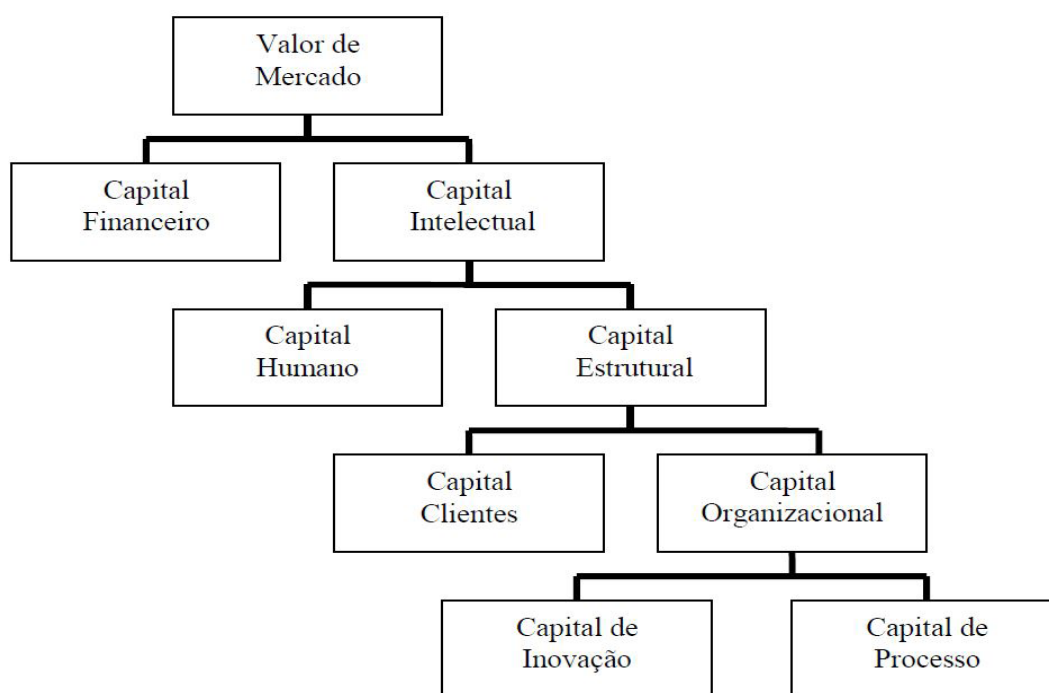 Valor de
Mercado
Capital
Financeiro
Capital
Intelectual
Capital
Humano
Capital
Estrutural
Capital
Clientes
Capital
Organizacional
Capital de
Inovação
Capital de
Processo